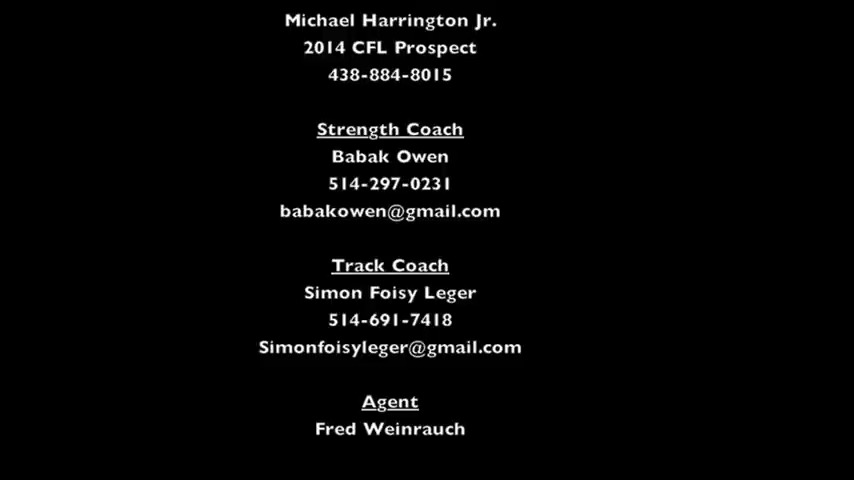 Michael Harrington Jr.
2014 CFL Prospect
438-884-8015
Strength Coach
Babak Owen
514-297-0231
babakowen@gmail.com
Track Coach
Simon Foisy Leger
514-691-7418
Simonfoisyleger@gmail.com
Agent
Fred Weinrauch